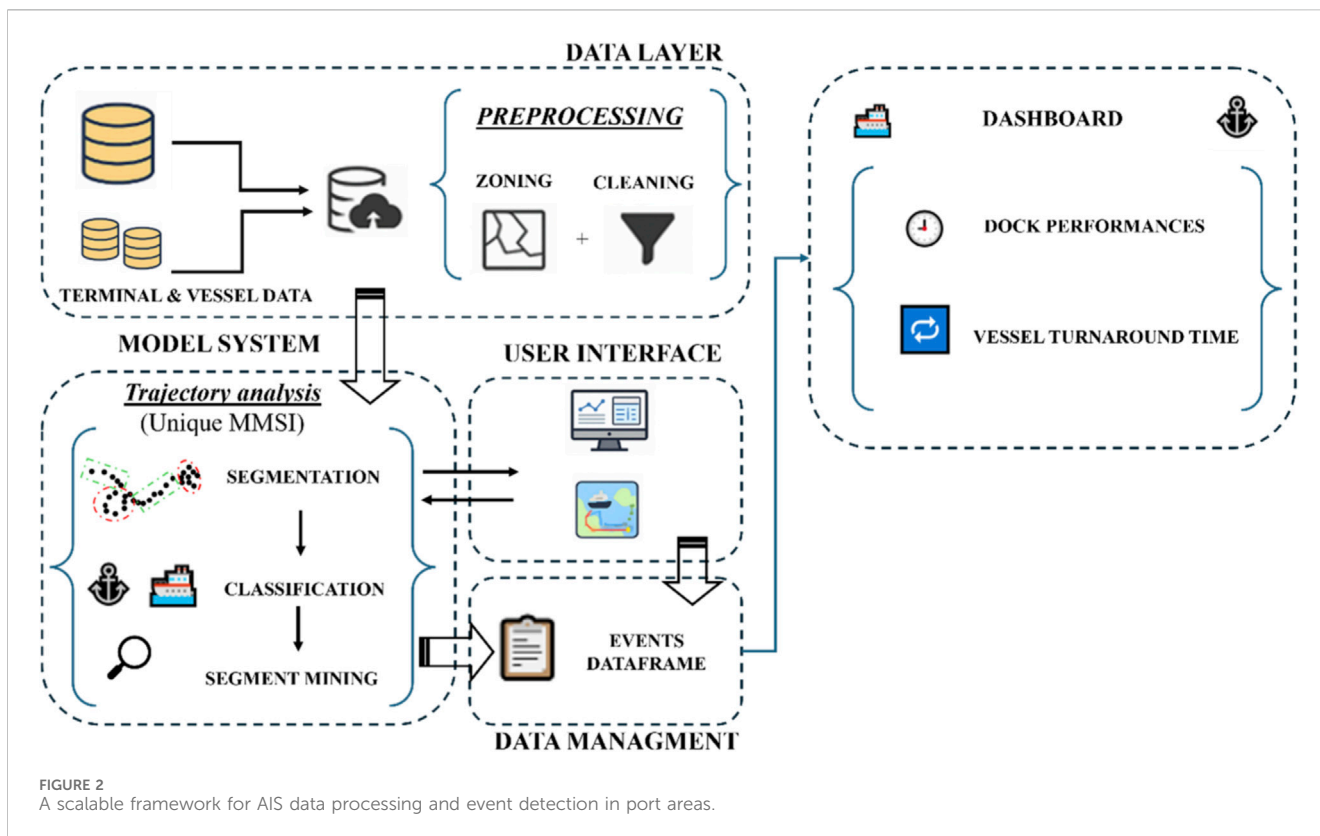 DATA LAYER
PREPROCESSING
ZONING
CLEANING
+
TERMINAL & VESSEL DATA
DASHBOARD
DOCK PERFORMANCES
VESSEL TURNAROUND TIME
MODEL SYSTEM
Trajectory analysis
(Unique MMSI)
SEGMENTATION
CLASSIFICATION
SEGMENT MINING
USER INTERFACE
EVENTS
DATAFRAME
DATA MANAGMENT
FIGURE 2
A scalable framework for AIS data processing and event detection in port areas.